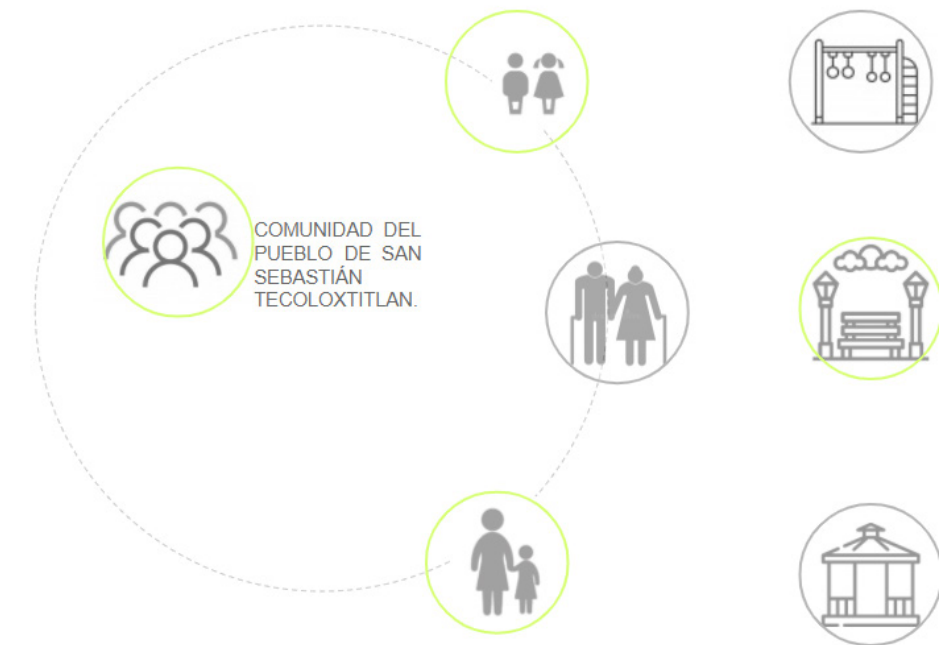 COMUNIDAD DEL
PUEBLO DE SAN
SEBASTIÁN
TECOLOXTITLAN.